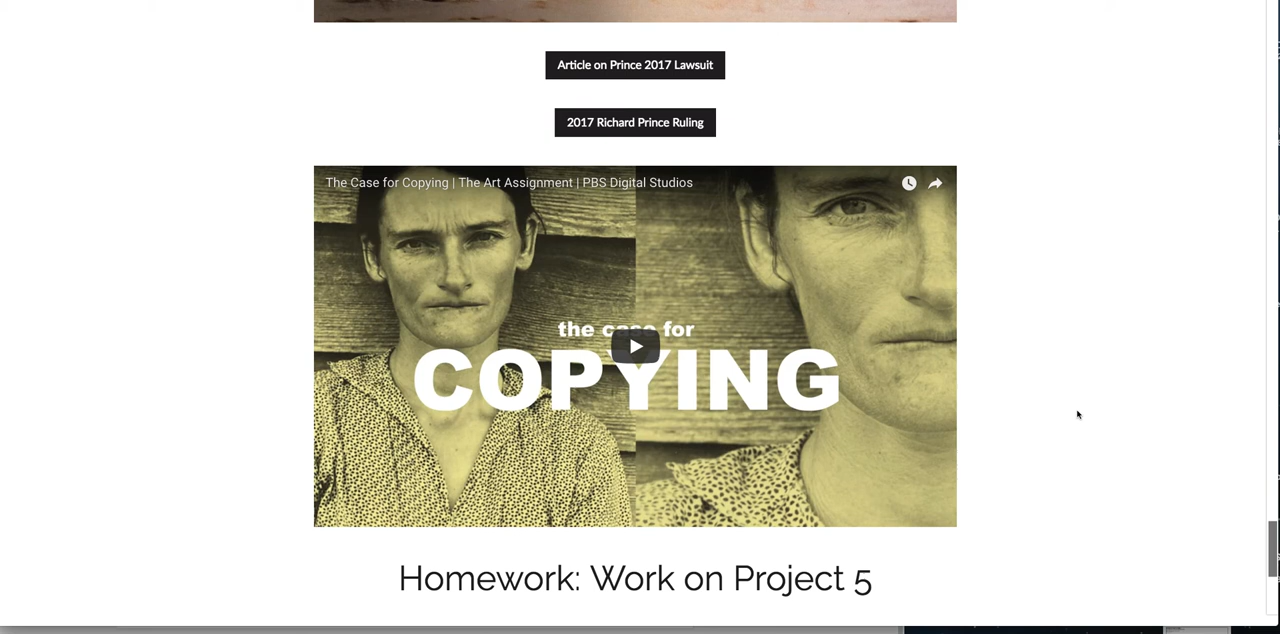 Article on Prince 2017 Lawsuit
2017 Richard Prince Ruling
The Case for Copying | The Art Assignment | PBS Digital Studios
the case for
COPYING
Homework: Work on Project 5